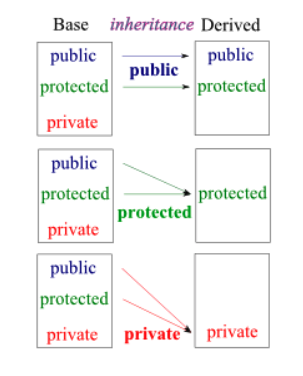 Base inheritance Derived
public public
public
protected protected
private
public
protected protected
protected
private
public
protected
private private private